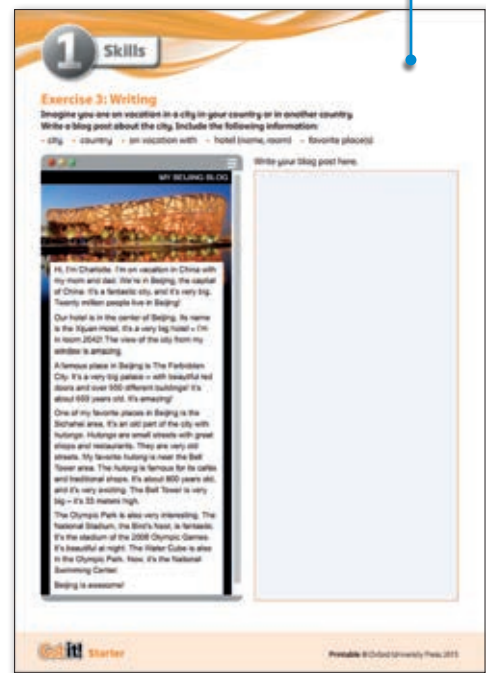 1
Skills
Exercise 3: Writing
Imagine you are on vacation in a city in your country or in another country.
Write a blog post about the city. Include the following information:
- city - country - on vacation with - hotel (name, room) - favorite place(s)
Write your blog post here.
MY BEIJING BLOG
Hi, I'm Charlotte. I'm on vacation in China with
my mom and dad. We're in Beijing, the capital
of China. It's a fantastic city, and it's very big.
Twenty million people live in Beijing!
Our hotel is in the center of Beijing. Its name
is the Xiyuan Hotel. It's a very big hotel – I'm
in room 2042! The view of the city from my
window is amazing.
A famous place in Beijing is The Forbidden
City. It's a very big palace – with beautiful red
doors and over 900 different buildings! It's
about 600 years old. It's amazing!
One of my favorite places in Beijing is the
Shichahai area. It's an old part of the city with
hutongs. Hutongs are small streets with great
shops and restaurants. They are very old
streets. My favorite hutong is near the Bell
Tower area. The hutong is famous for its cafés
and traditional shops. It's about 800 years old,
and it's very exciting. The Bell Tower is very
big – it's 33 meters high.
The Olympic Park is also very interesting. The
National Stadium, the Bird's Nest, is fantastic.
It's the stadium of the 2008 Olympic Games.
It's beautiful at night. The Water Cube is also
in the Olympic Park. Now, it's the National
Swimming Center.
Beijing is awesome!
Got it! Starter
Printable © Oxford University Press 2015